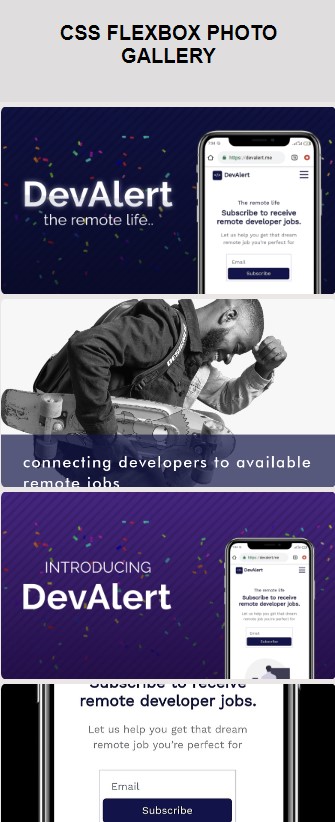 CSS FLEXBOX PHOTO
GALLERY
DevAlert
the remote life..
https://devalert.me
DevAlert
The remote life
Subscribe to receive
remote developer jobs.
Let us help you get that dream
remote job you're perfect for
Email
Subscribe
connecting developers to available
remote jobs
INTRODUCING
DevAlert
https://devalert.me
DevAlert
The remote life
Subscribe to receive
remote developer jobs.
Let us help you get that dream
remote job you're perfect for
Email
Subscribe
Subscribe to receive
remote developer jobs.
Let us help you get that dream
remote job you're perfect for
Email
Subscribe